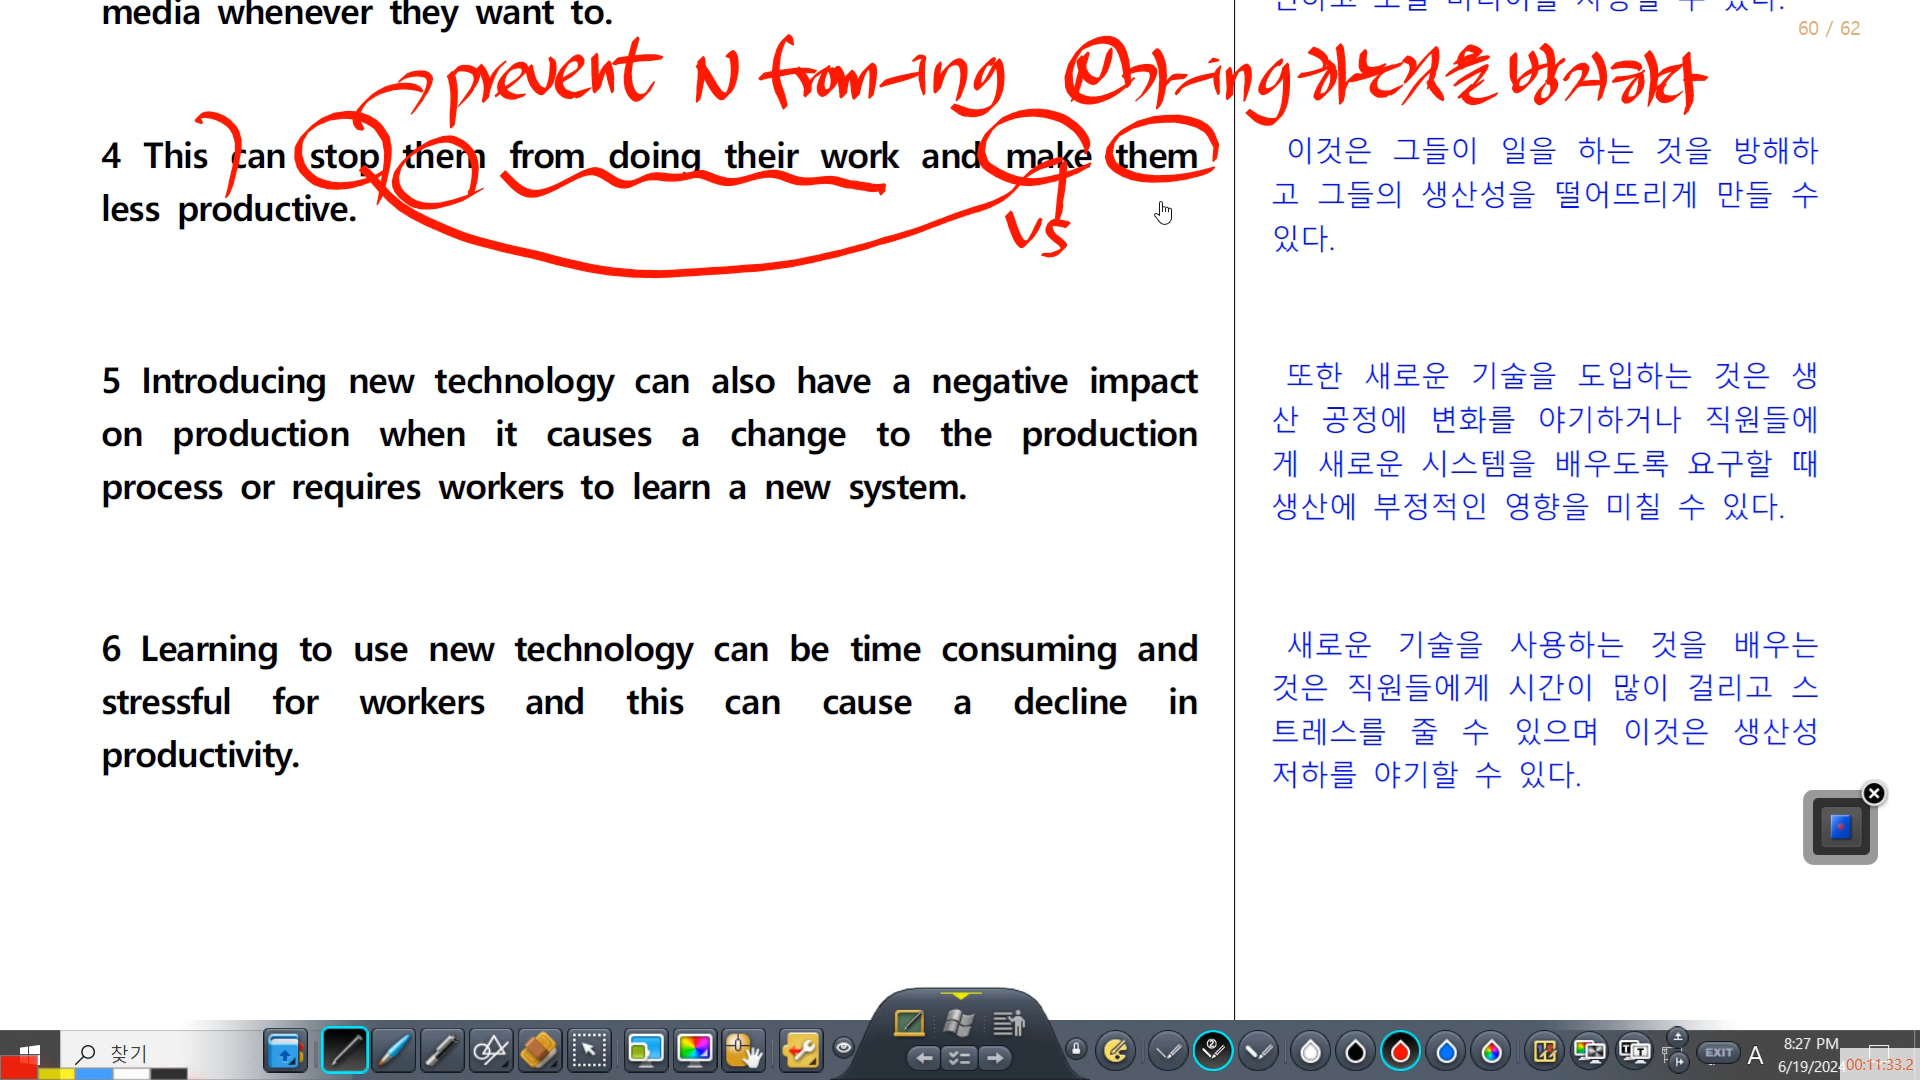 media whenever they want to.
60 / 62
prevent N from -ing N가 -ing 하는것을 방지하다
4 This can stop them from doing their work and make them
less productive.
vs
이것은 그들이 일을 하는 것을 방해하
고 그들의 생산성을 떨어뜨리게 만들 수
있다.
5 Introducing new technology can also have a negative impact
on production when it causes a change to the production
process or requires workers to learn a new system.
또한 새로운 기술을 도입하는 것은 생
산 공정에 변화를 야기하거나 직원들에
게 새로운 시스템을 배우도록 요구할 때
생산에 부정적인 영향을 미칠 수 있다.
6 Learning to use new technology can be time consuming and
stressful for workers and this can cause a decline in
productivity.
새로운 기술을 사용하는 것을 배우는
것은 직원들에게 시간이 많이 걸리고 스
트레스를 줄 수 있으며 이것은 생산성
저하를 야기할 수 있다.
찾기
EXIT
A
8:27 PM
6/19/2024
00:11:33.2